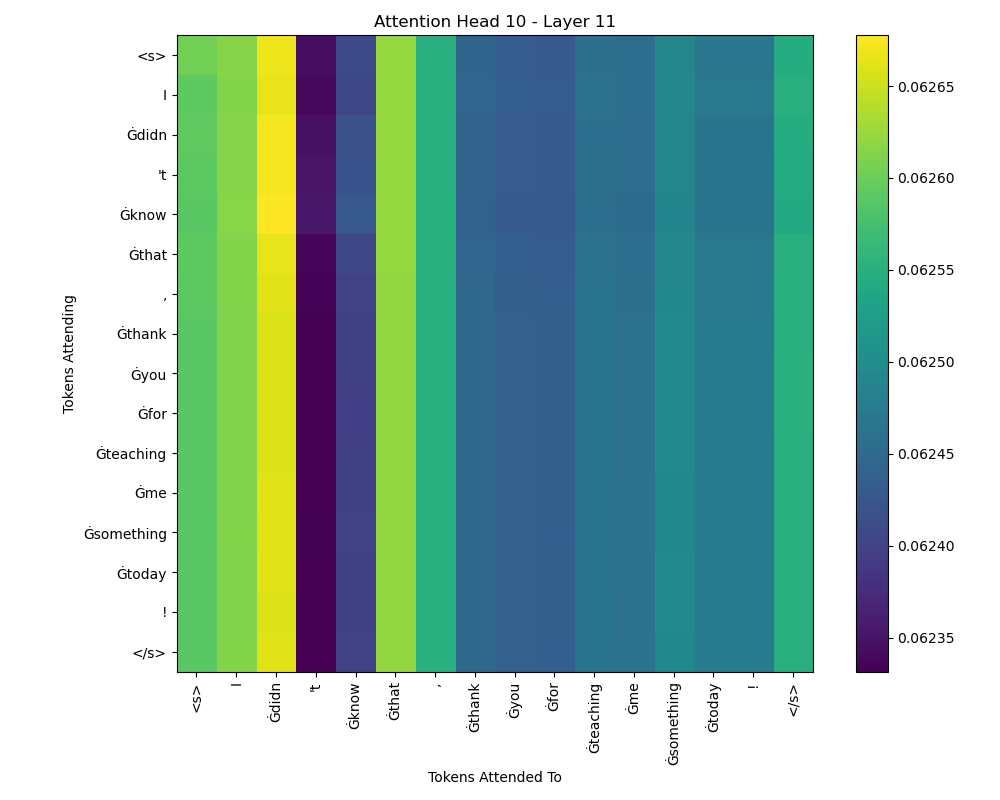 Attention Head 10 - Layer 11
Tokens Attending
<s>
I
Ġdidn
't
Ġknow
Ġthat
,
Ġthank
Ġyou
Ġfor
Ġteaching
Ġme
Ġsomething
Ġtoday
!
</s>
<s>
I
Ġdidn
't
Ġknow
Ġthat
,
Ġthank
Ġyou
Ġfor
Ġteaching
Ġme
Ġsomething
Ġtoday
!
</s>
Tokens Attended To
0.06265
0.06260
0.06255
0.06250
0.06245
0.06240
0.06235